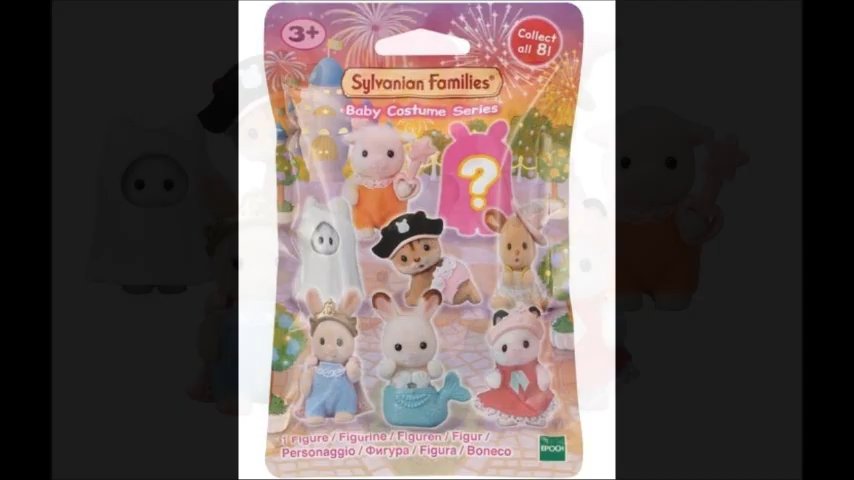 3+
Collect
all 8!
Sylvanian Families®
Baby Costume Series
?
1 Figure / Figurine / Figuren / Figur /
Personaggio / Фигура / Figura / Boneco
EPOCH